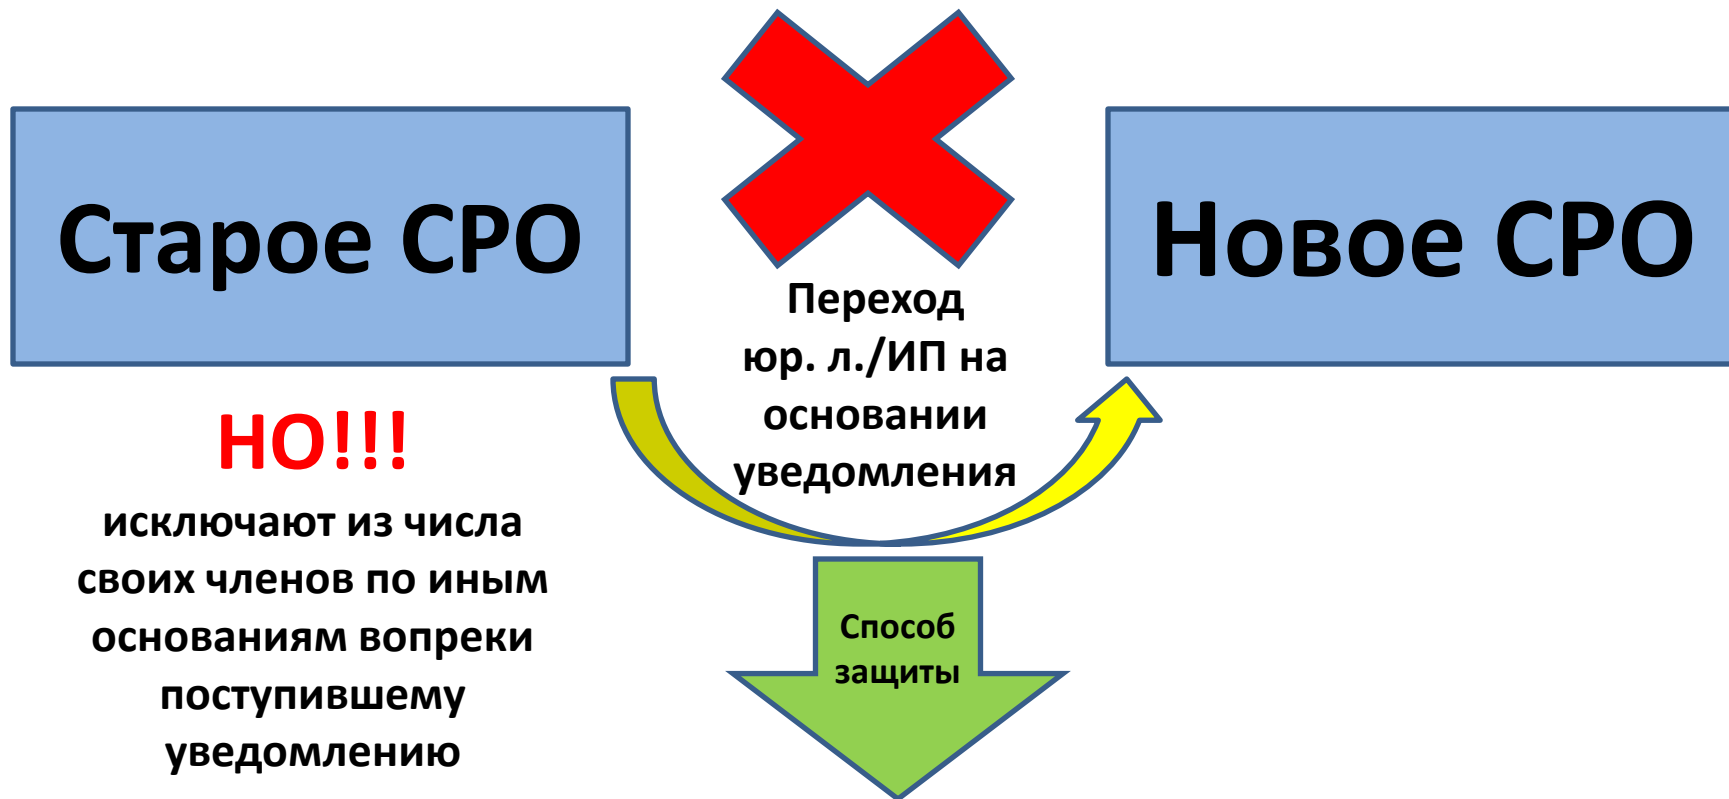 Старое СРО
Новое СРО
Переход
юр. л./ИП на
основании
уведомления
НО!!!
исключают из числа
своих членов по иным
основаниям вопреки
поступившему
уведомлению
Способ
защиты